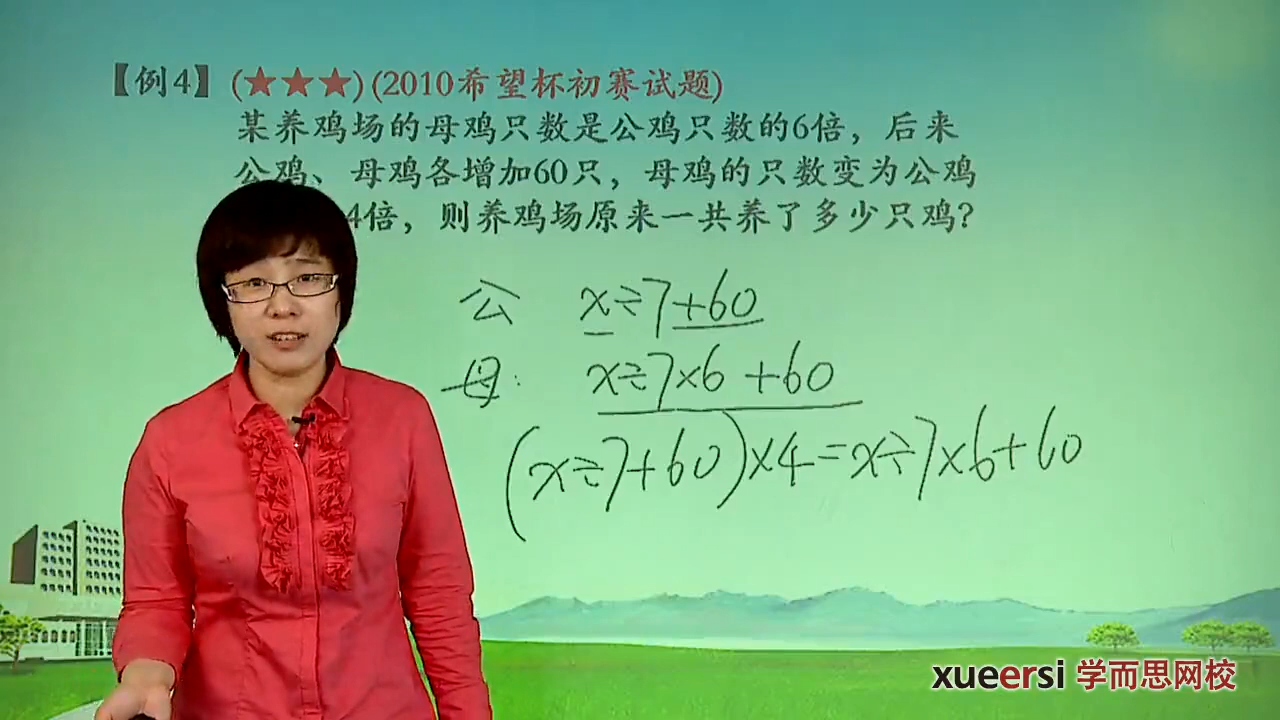 【例4】(★★★)(2010希望杯初赛试题)
某养鸡场的母鸡只数是公鸡只数的6倍，后来
公鸡、母鸡各增加60只，母鸡的只数变为公鸡
4倍，则养鸡场原来一共养了多少只鸡？
公 x÷7+60
母: x÷7×6+60
(x÷7+60)×4=x÷7×6+60
xueersi 学而思网校